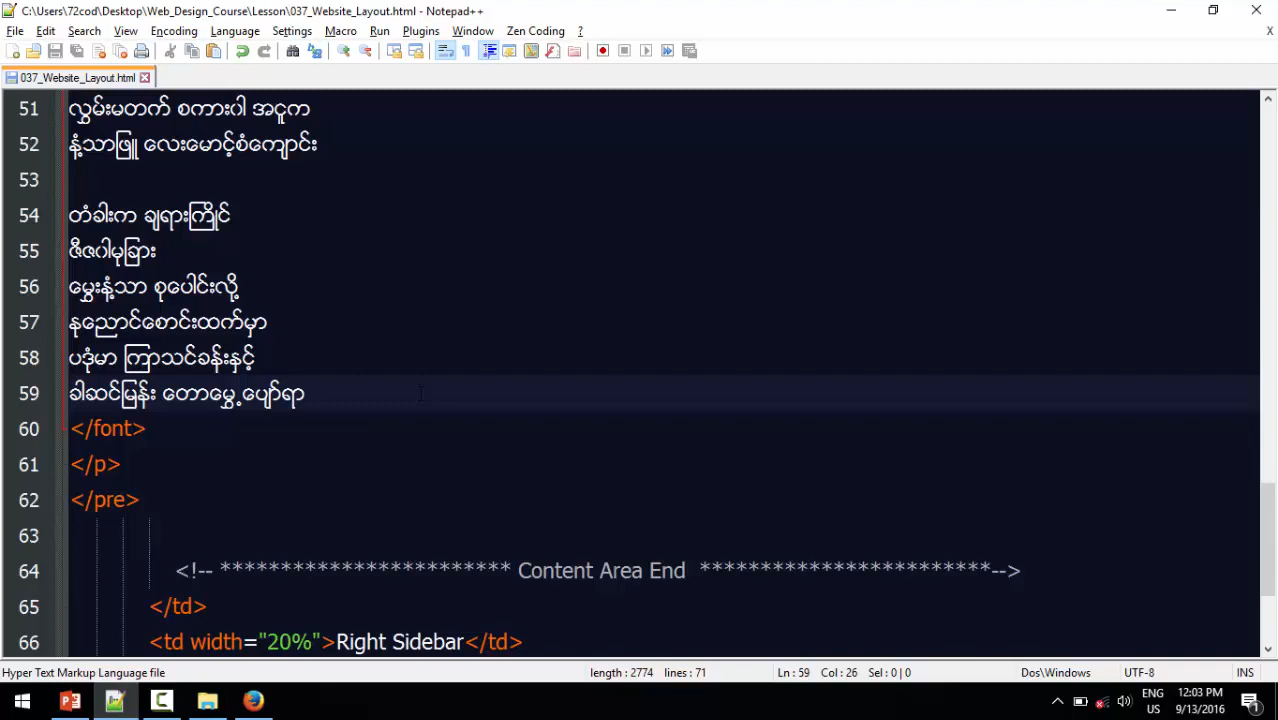 C:\Users\72cod\Desktop\Web_Design_Course\Lesson\037_Website_Layout.html - Notepad++
File Edit Search View Encoding Language Settings Macro Run Plugins Window Zen Coding ? X
037_Website_Layout.html
51 လွှမ်းမတက် စကားပါ အငူက
52 နံ့သာဖြူ လေးမောင့်စံကျောင်း
53
54 တံခါးက ချရားကြိုင်
55 ဇီဇပါမုခြား
56 မွှေးနံ့သာ စုပေါင်းလို့
57 နုညောင်စောင်းထက်မှာ
58 ပဒုံမာ ကြာသင်ခန်းနှင့်
59 ခါဆင်မြန်း တောမွှေ့ပျော်ရာ
60 </font>
61 </p>
62 </pre>
63
64 <!-- ************************ Content Area End ************************-->
65 </td>
66 <td width="20%">Right Sidebar</td>
Hyper Text Markup Language file length : 2774 lines : 71 Ln : 59 Col : 26 Sel : 0 | 0 Dos\Windows UTF-8 INS
ENG 12:03 PM
US 9/13/2016